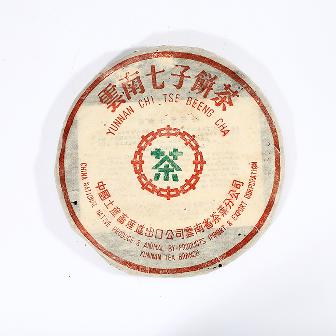 雲南七子餅茶
YUNNAN CHI TSE BEENG CHA
茶
中國土產畜產進出口公司雲南省茶葉分公司
CHINA NATIONAL NATIVE PRODUCE & ANIMAL BY-PRODUCTS IMPORT & EXPORT CORPORATION
YUNNAN TEA BRANCH